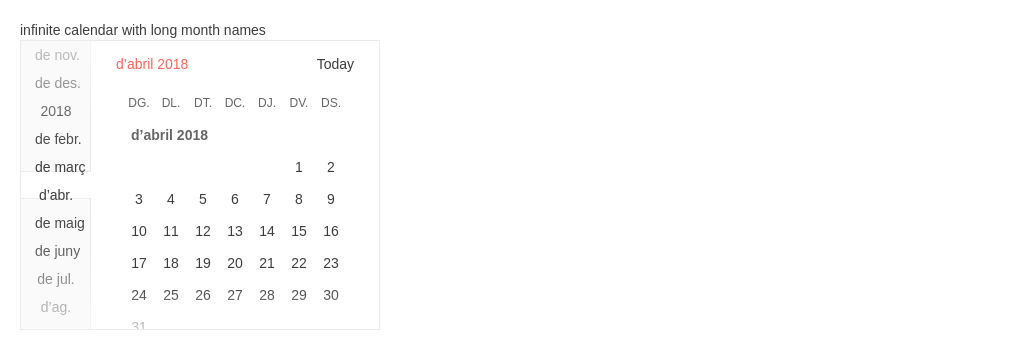 infinite calendar with long month names
de nov.
de des.
2018
de febr.
de març
d'abr.
de maig
de juny
de jul.
d'ag.
d'abril 2018 Today
DG. DL. DT. DC. DJ. DV. DS.
d'abril 2018
1 2
3 4 5 6 7 8 9
10 11 12 13 14 15 16
17 18 19 20 21 22 23
24 25 26 27 28 29 30
31